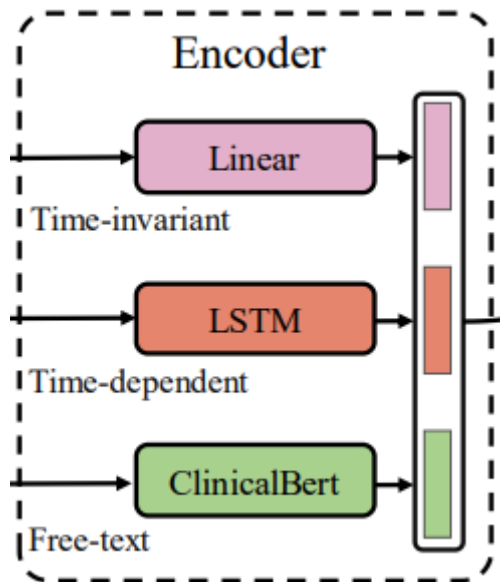 Encoder
Linear
Time-invariant
LSTM
Time-dependent
ClinicalBert
Free-text